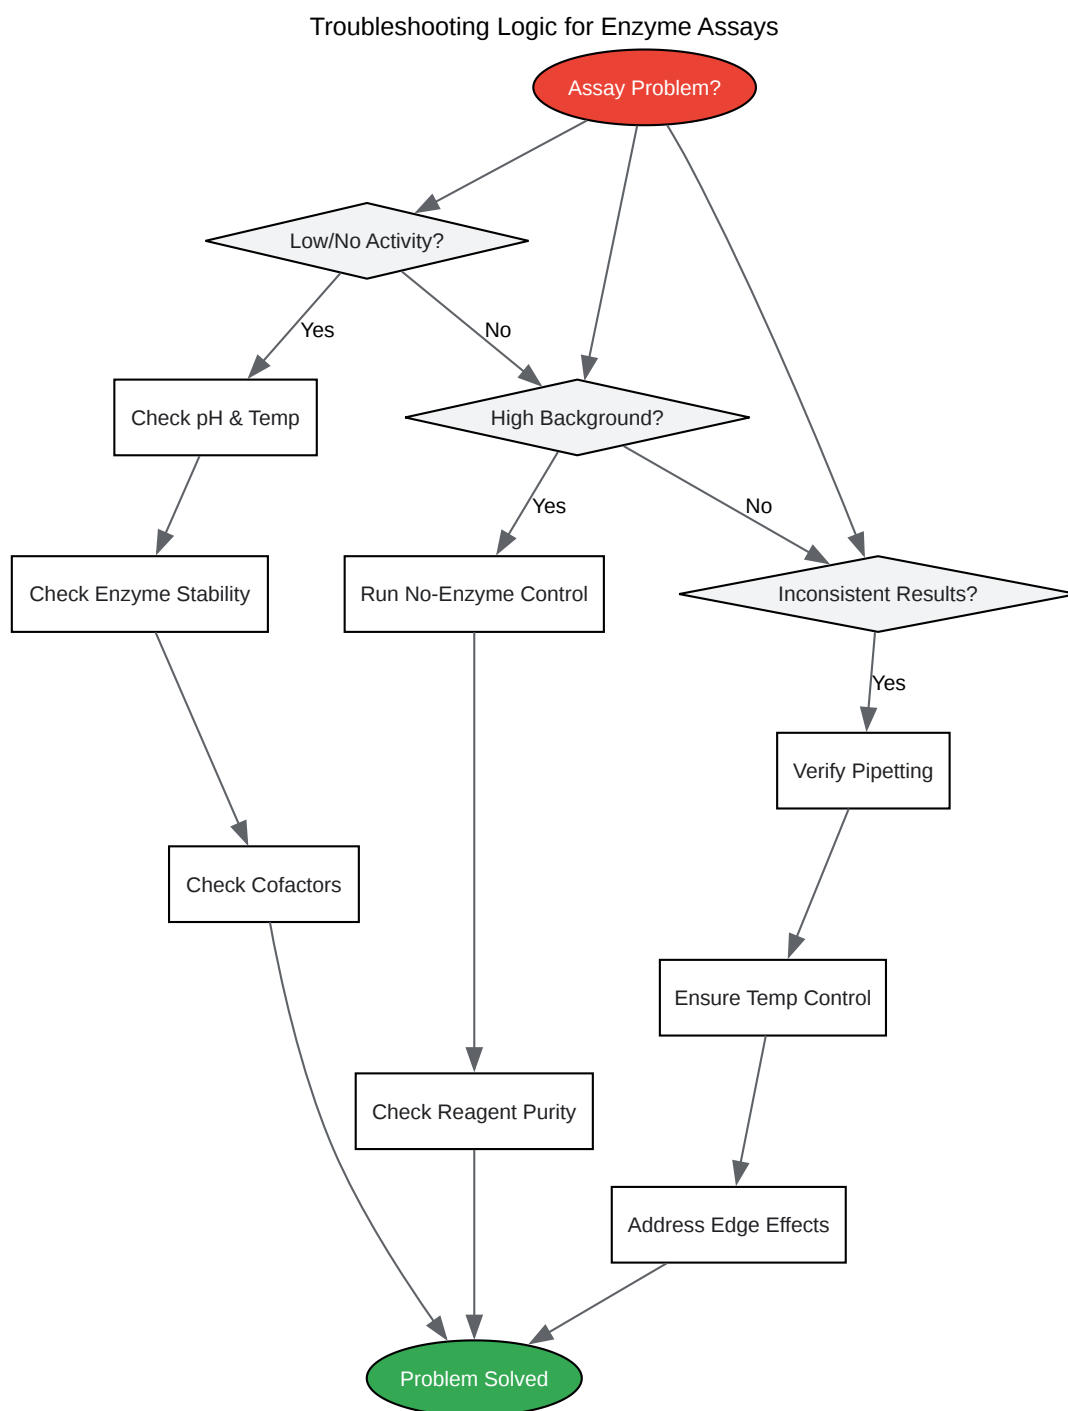 Troubleshooting Logic for Enzyme Assays
Assay Problem?
Low/No Activity?
Yes
No
Check pH & Temp
High Background?
Yes
No
Check Enzyme Stability
Run No-Enzyme Control
Inconsistent Results?
Yes
Verify Pipetting
Check Cofactors
Ensure Temp Control
Check Reagent Purity
Address Edge Effects
Problem Solved